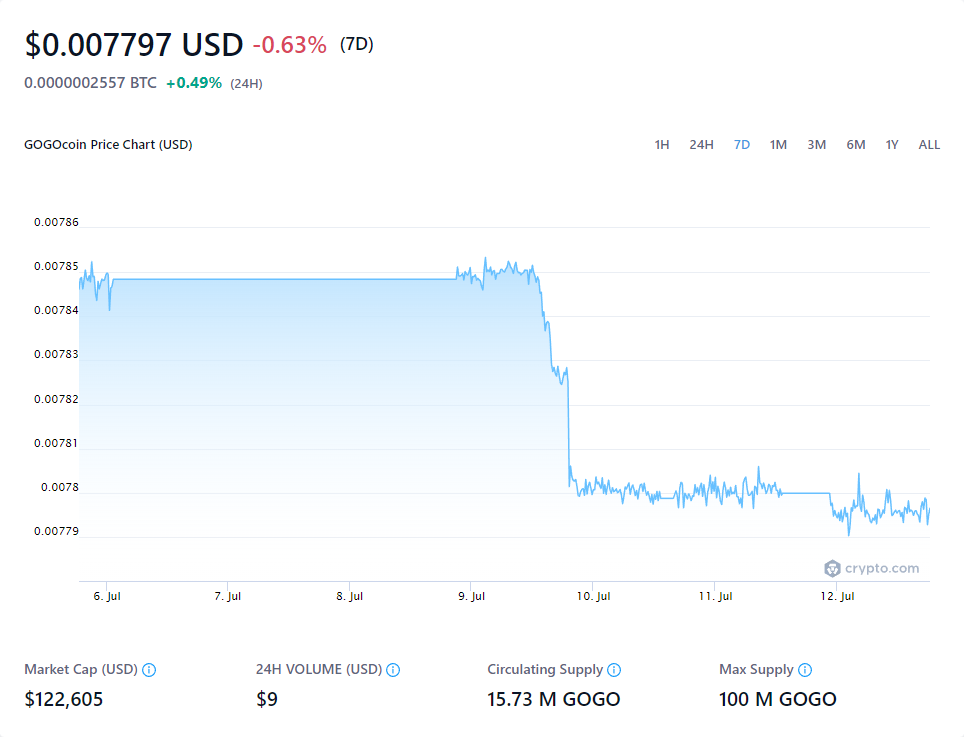 $0.007797 USD -0.63% (7D)
0.0000002557 BTC +0.49% (24H)
GOGOcoin Price Chart (USD) 1H 24H 7D 1M 3M 6M 1Y ALL
0.00786
0.00785
0.00784
0.00783
0.00782
0.00781
0.0078
0.00779
crypto.com
6. Jul 7. Jul 8. Jul 9. Jul 10. Jul 11. Jul 12. Jul
Market Cap (USD) 24H VOLUME (USD) Circulating Supply Max Supply
$122,605 $9 15.73 M GOGO 100 M GOGO